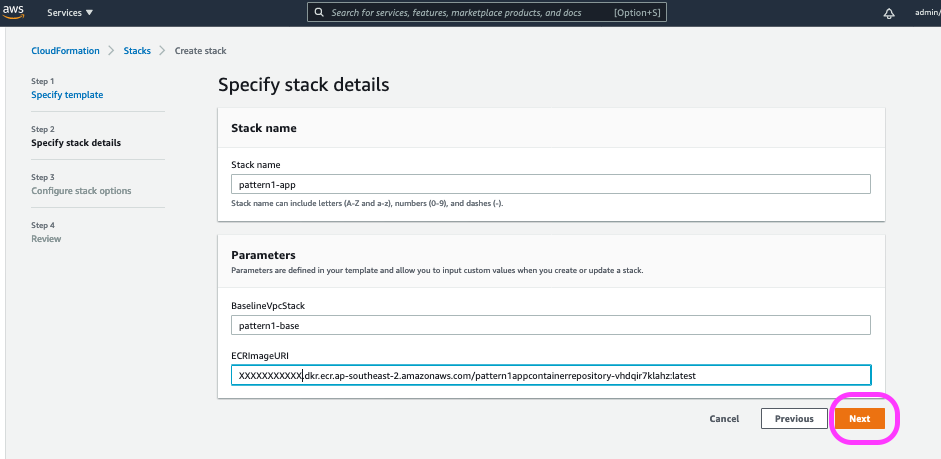 aws
Services ▼
Search for services, features, marketplace products, and docs
[Option+S]
admin/
CloudFormation > Stacks > Create stack
Step 1
Specify template
Step 2
Specify stack details
Step 3
Configure stack options
Step 4
Review
Specify stack details
Stack name
Stack name
pattern1-app
Stack name can include letters (A-Z and a-z), numbers (0-9), and dashes (-).
Parameters
Parameters are defined in your template and allow you to input custom values when you create or update a stack.
BaselineVpcStack
pattern1-base
ECRImageURI
XXXXXXXXXXX.dkr.ecr.ap-southeast-2.amazonaws.com/pattern1appcontainerrepository-vhdqir7klahz:latest
Cancel
Previous
Next